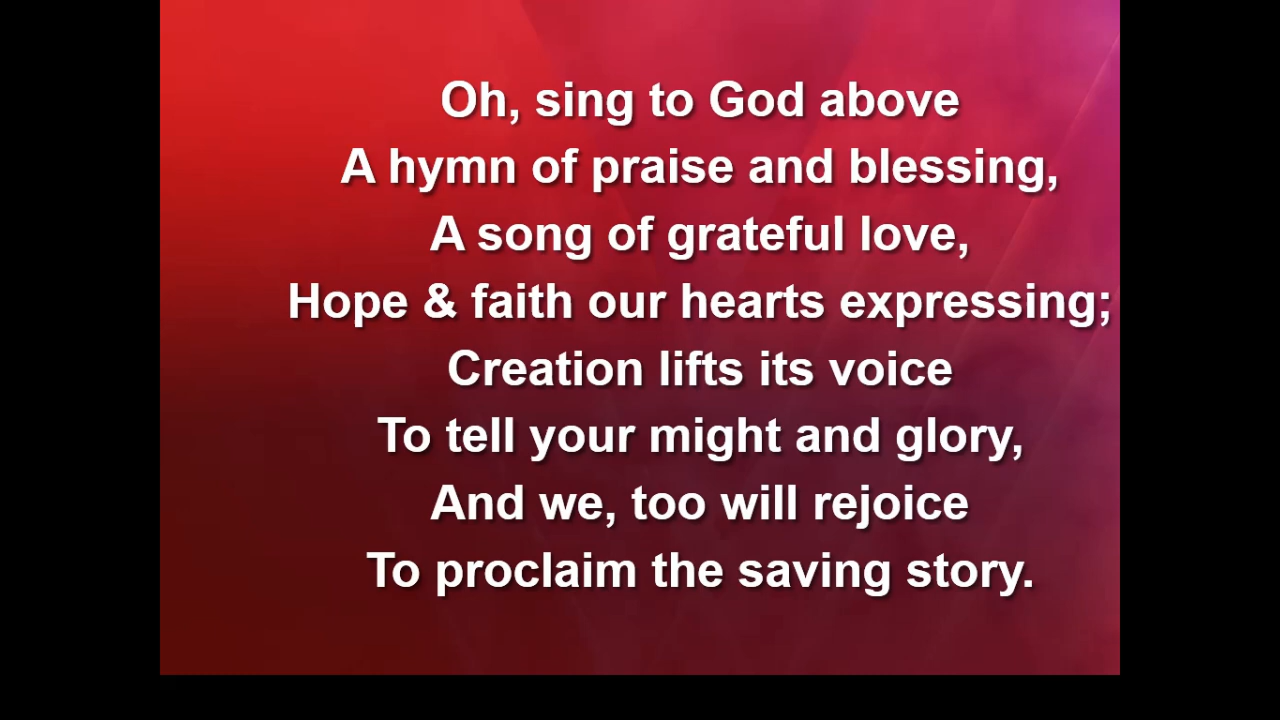 Oh, sing to God above
A hymn of praise and blessing,
A song of grateful love,
Hope & faith our hearts expressing;
Creation lifts its voice
To tell your might and glory,
And we, too will rejoice
To proclaim the saving story.